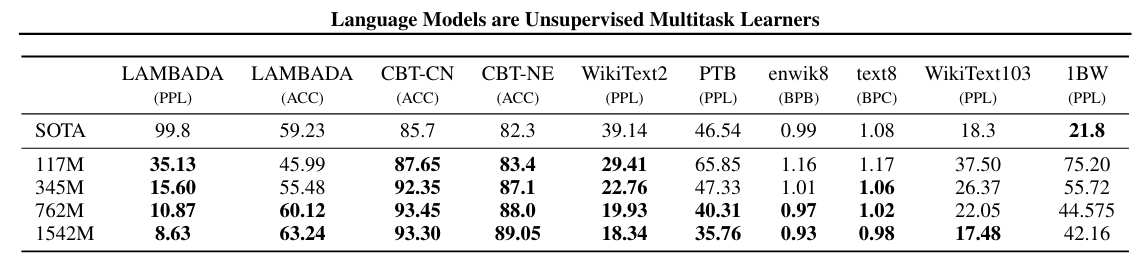 Language Models are Unsupervised Multitask Learners
LAMBADA LAMBADA CBT-CN CBT-NE WikiText2 PTB enwik8 text8 WikiText103 1BW
(PPL) (ACC) (ACC) (ACC) (PPL) (PPL) (BPB) (BPC) (PPL) (PPL)
SOTA 99.8 59.23 85.7 82.3 39.14 46.54 0.99 1.08 18.3 21.8
117M 35.13 45.99 87.65 83.4 29.41 65.85 1.16 1.17 37.50 75.20
345M 15.60 55.48 92.35 87.1 22.76 47.33 1.01 1.06 26.37 55.72
762M 10.87 60.12 93.45 88.0 19.93 40.31 0.97 1.02 22.05 44.575
1542M 8.63 63.24 93.30 89.05 18.34 35.76 0.93 0.98 17.48 42.16